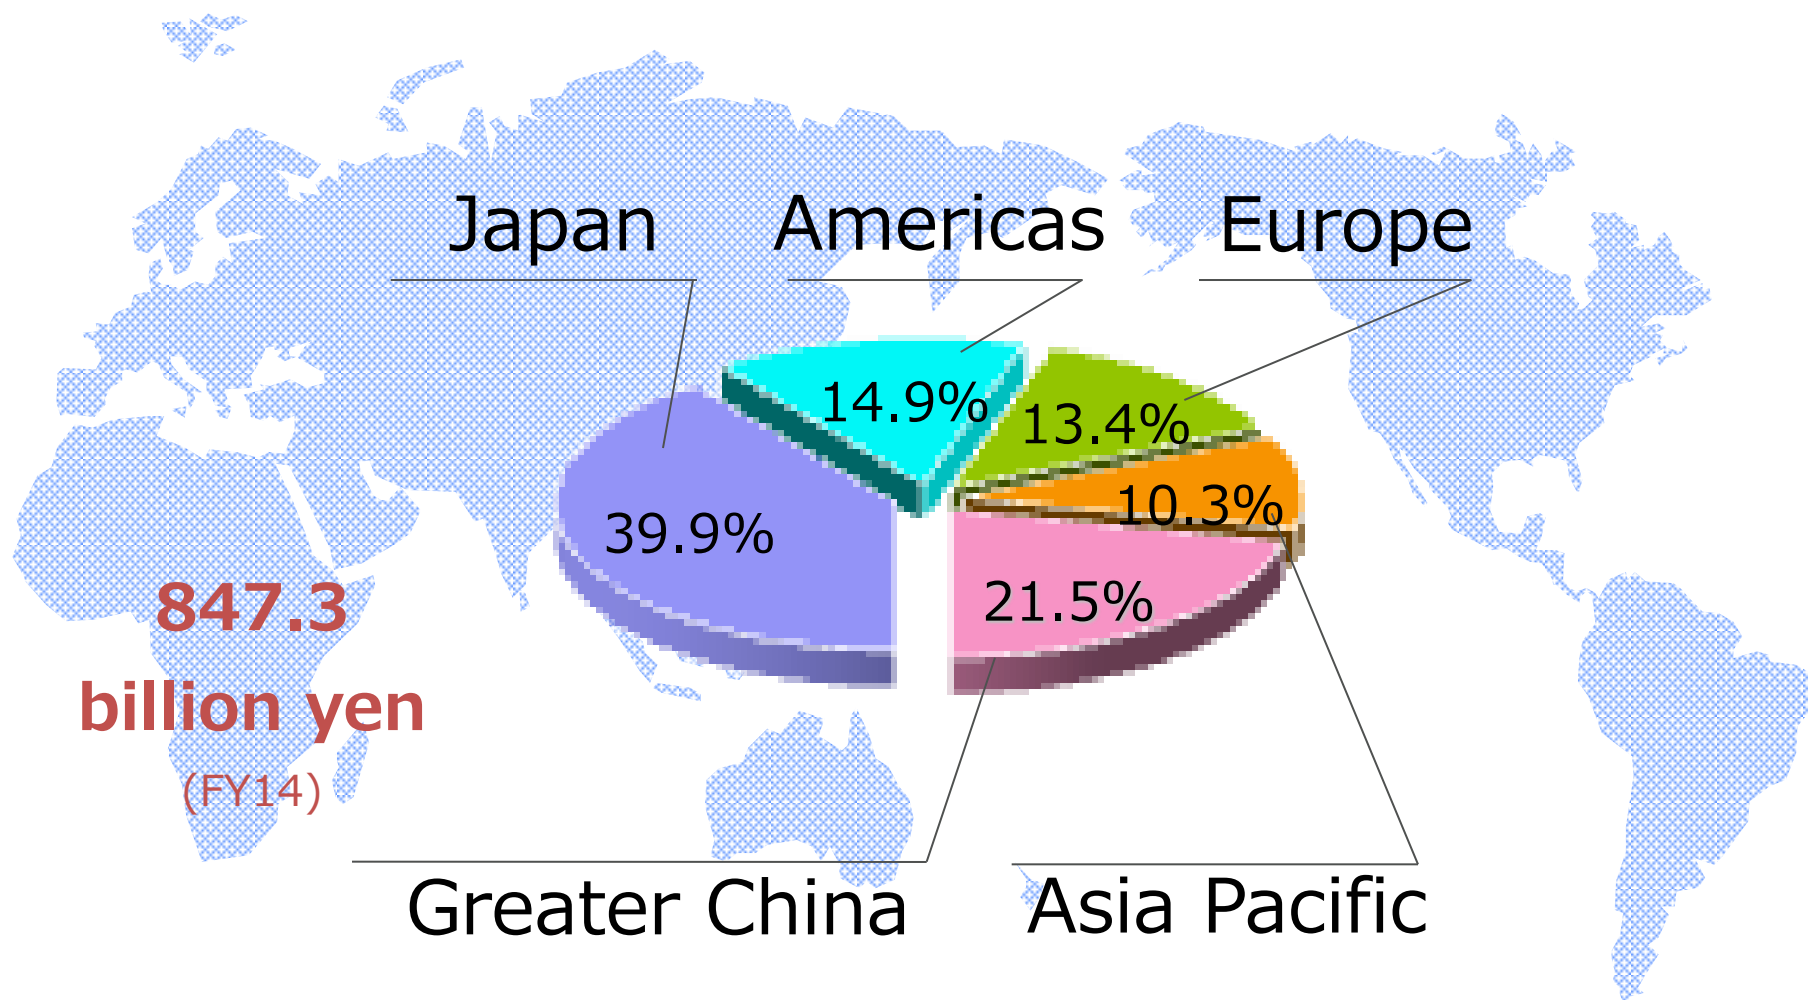 Japan
Americas
Europe
14.9%
13.4%
10.3%
39.9%
21.5%
847.3
billion yen
(FY14)
Greater China
Asia Pacific